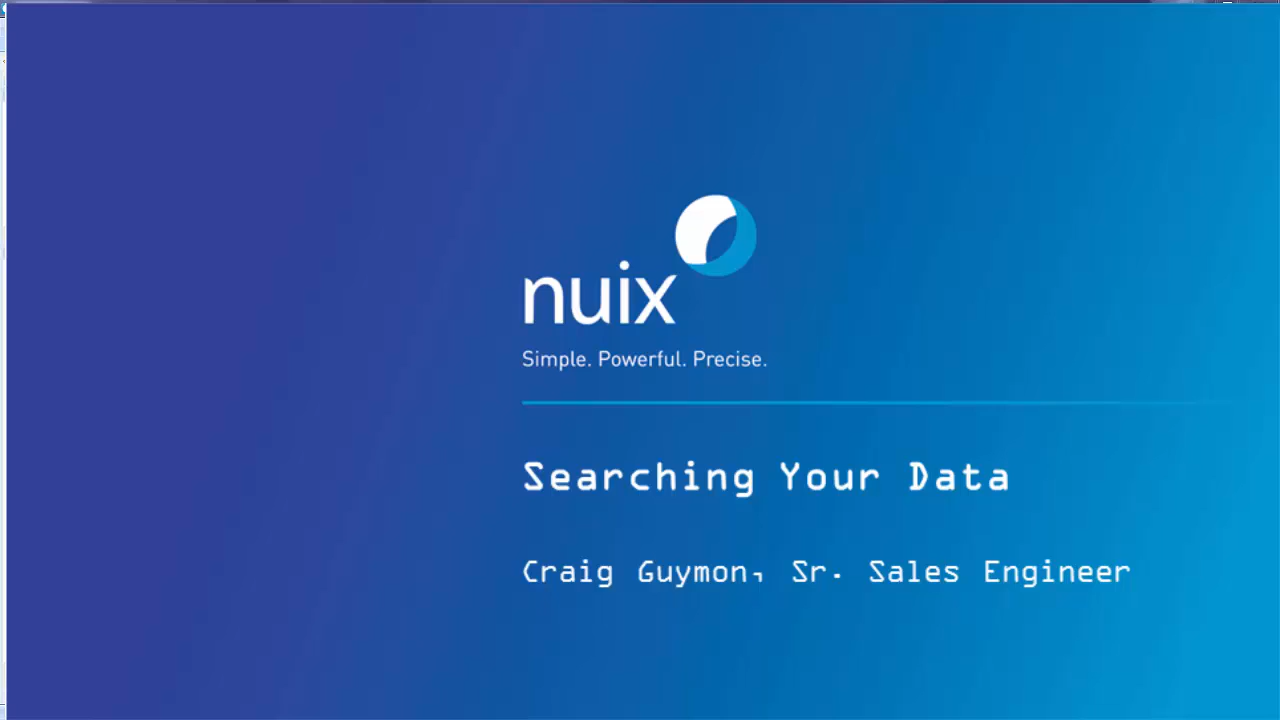 nuix
Simple. Powerful. Precise.
Searching Your Data
Craig Guymon, Sr. Sales Engineer